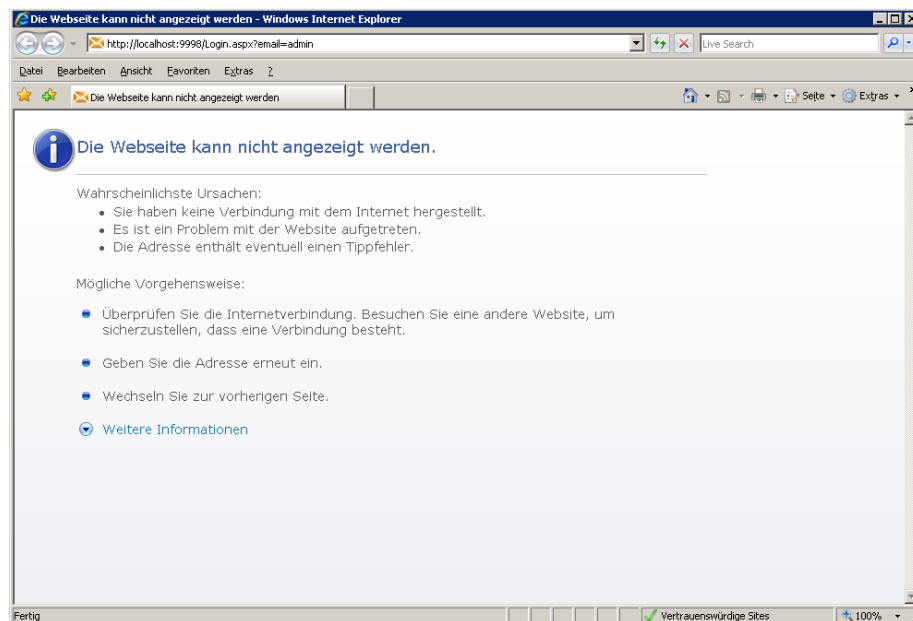 Die Webseite kann nicht angezeigt werden - Windows Internet Explorer
http://localhost:9998/Login.aspx?email=admin
Live Search
Datei Bearbeiten Ansicht Favoriten Extras ?
Die Webseite kann nicht angezeigt werden
Seite Extras
Die Webseite kann nicht angezeigt werden.
Wahrscheinlichste Ursachen:
Sie haben keine Verbindung mit dem Internet hergestellt.
Es ist ein Problem mit der Website aufgetreten.
Die Adresse enthält eventuell einen Tippfehler.
Mögliche Vorgehensweise:
Überprüfen Sie die Internetverbindung. Besuchen Sie eine andere Website, um
sicherzustellen, dass eine Verbindung besteht.
Geben Sie die Adresse erneut ein.
Wechseln Sie zur vorherigen Seite.
Weitere Informationen
Fertig
Vertrauenswürdige Sites
100%